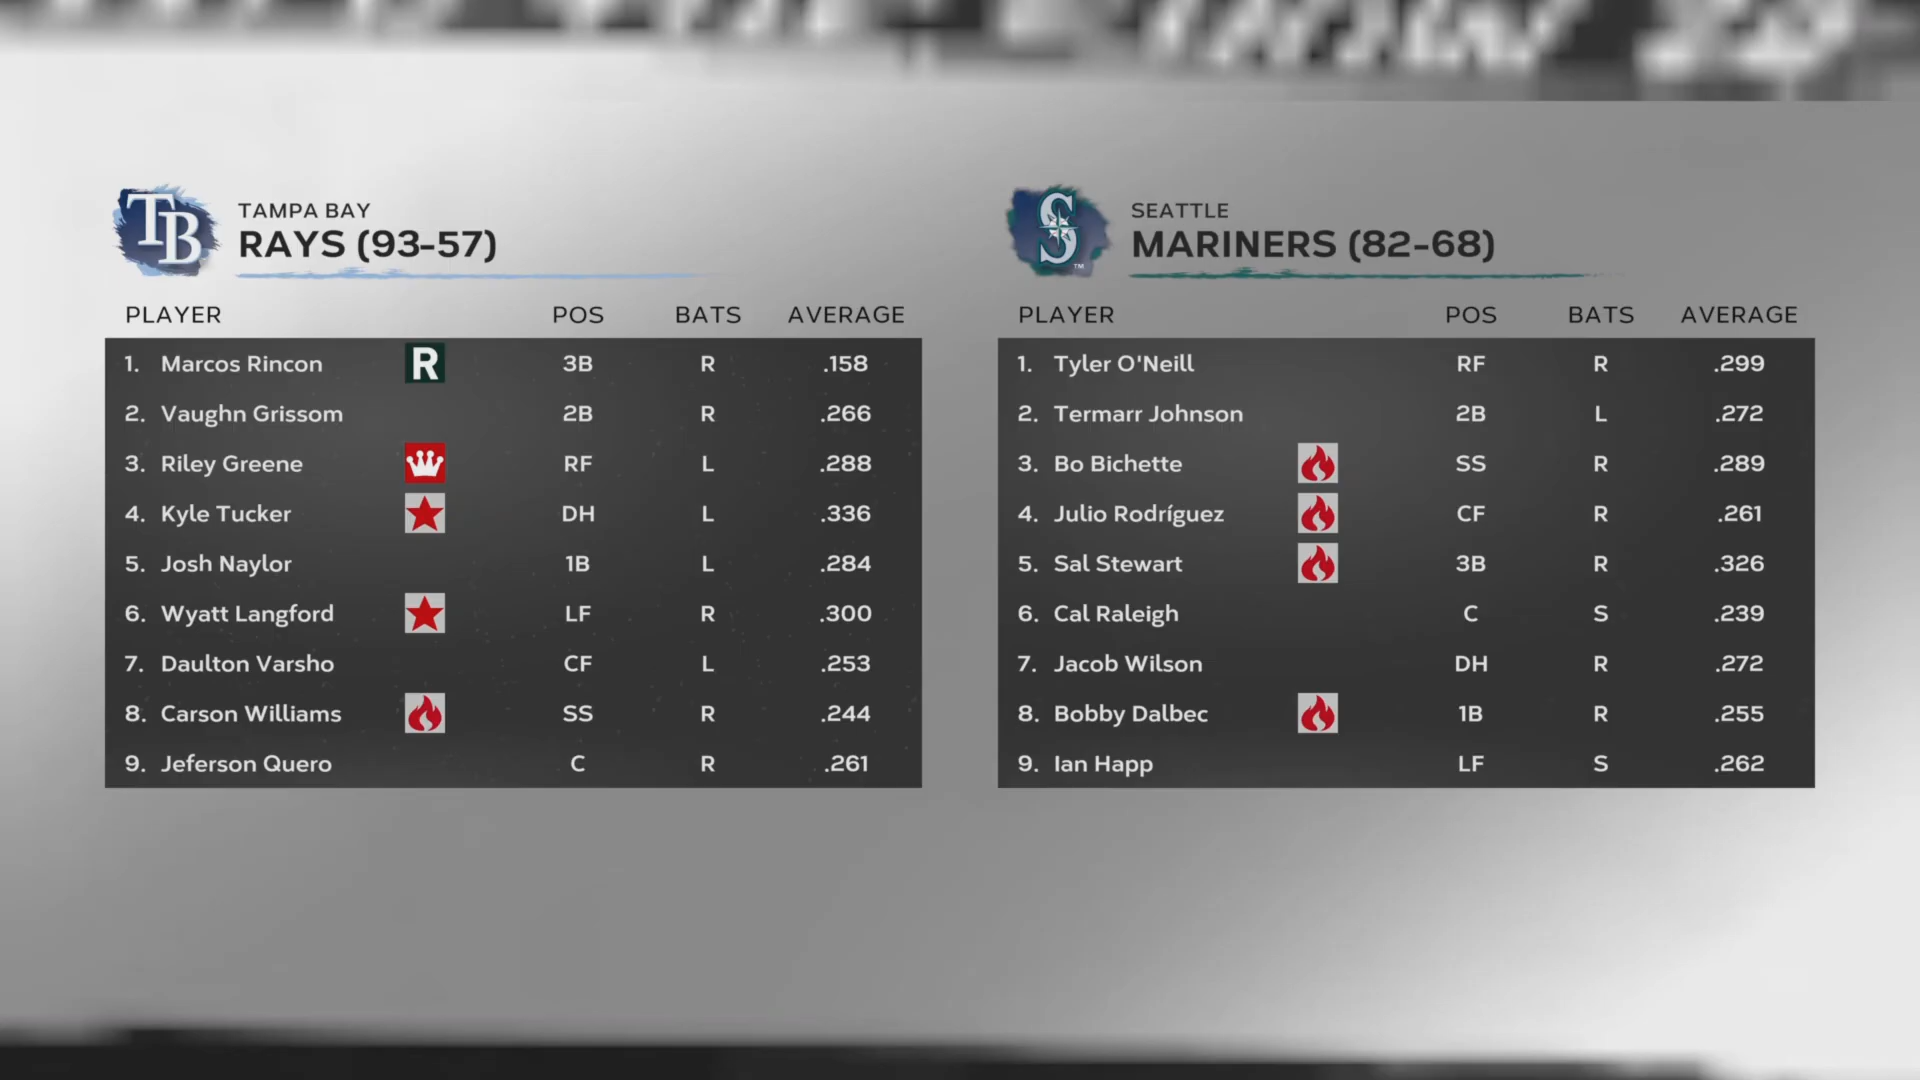 TB
TAMPA BAY
RAYS (93-57)
PLAYER POS BATS AVERAGE
1. Marcos Rincon R 3B R .158
2. Vaughn Grissom 2B R .266
3. Riley Greene RF L .288
4. Kyle Tucker DH L .336
5. Josh Naylor 1B L .284
6. Wyatt Langford LF R .300
7. Daulton Varsho CF L .253
8. Carson Williams SS R .244
9. Jeferson Quero C R .261
S ™
SEATTLE
MARINERS (82-68)
PLAYER POS BATS AVERAGE
1. Tyler O'Neill RF R .299
2. Termarr Johnson 2B L .272
3. Bo Bichette SS R .289
4. Julio Rodríguez CF R .261
5. Sal Stewart 3B R .326
6. Cal Raleigh C S .239
7. Jacob Wilson DH R .272
8. Bobby Dalbec 1B R .255
9. Ian Happ LF S .262